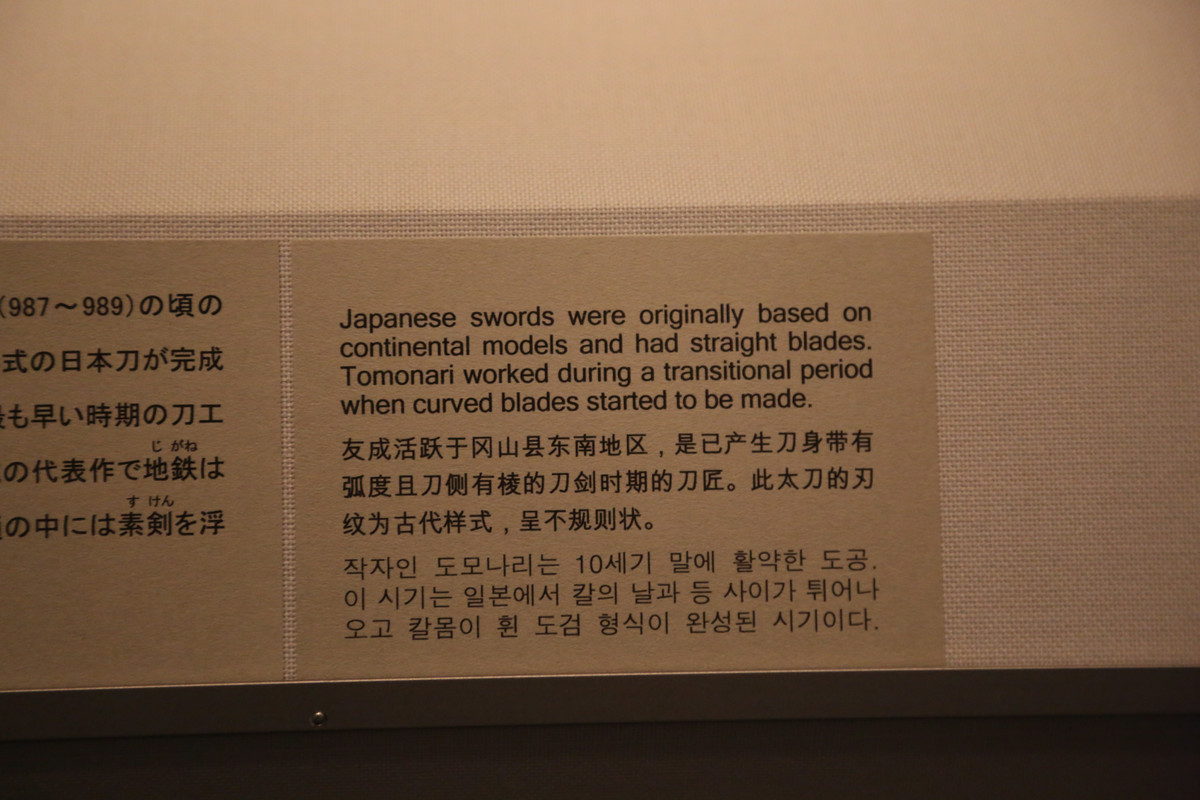 (987～989)の頃の
式の日本刀が完成
も早い時期の刀工
の代表作で地鉄は
じがね
の中には素剣を浮
すけん
Japanese swords were originally based on
continental models and had straight blades.
Tomonari worked during a transitional period
when curved blades started to be made.
友成活跃于冈山县东南地区，是已产生刀身带有
弧度且刀侧有棱的刀剑时期的刀匠。此太刀的刃
纹为古代样式，呈不规则状。
작자인 도모나리는 10세기 말에 활약한 도공.
이 시기는 일본에서 칼의 날과 등 사이가 튀어나
오고 칼몸이 휜 도검 형식이 완성된 시기이다.